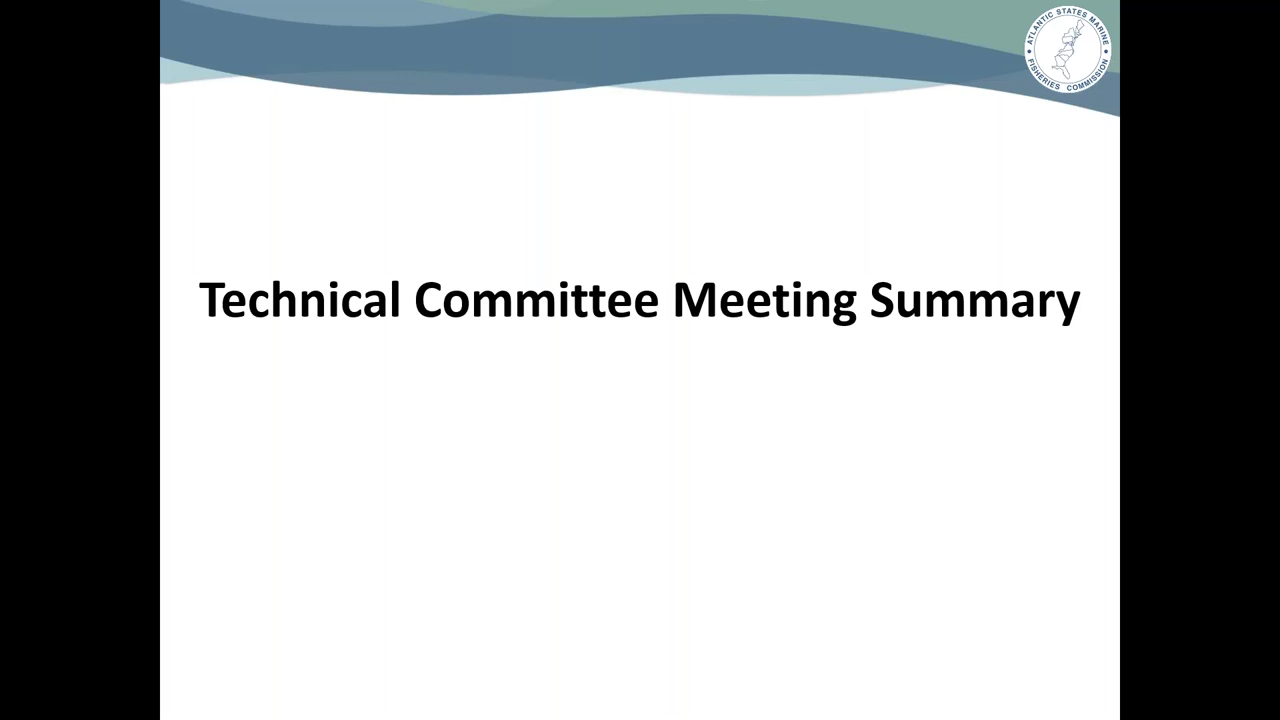 ATLANTIC STATES MARINE
FISHERIES COMMISSION
Technical Committee Meeting Summary